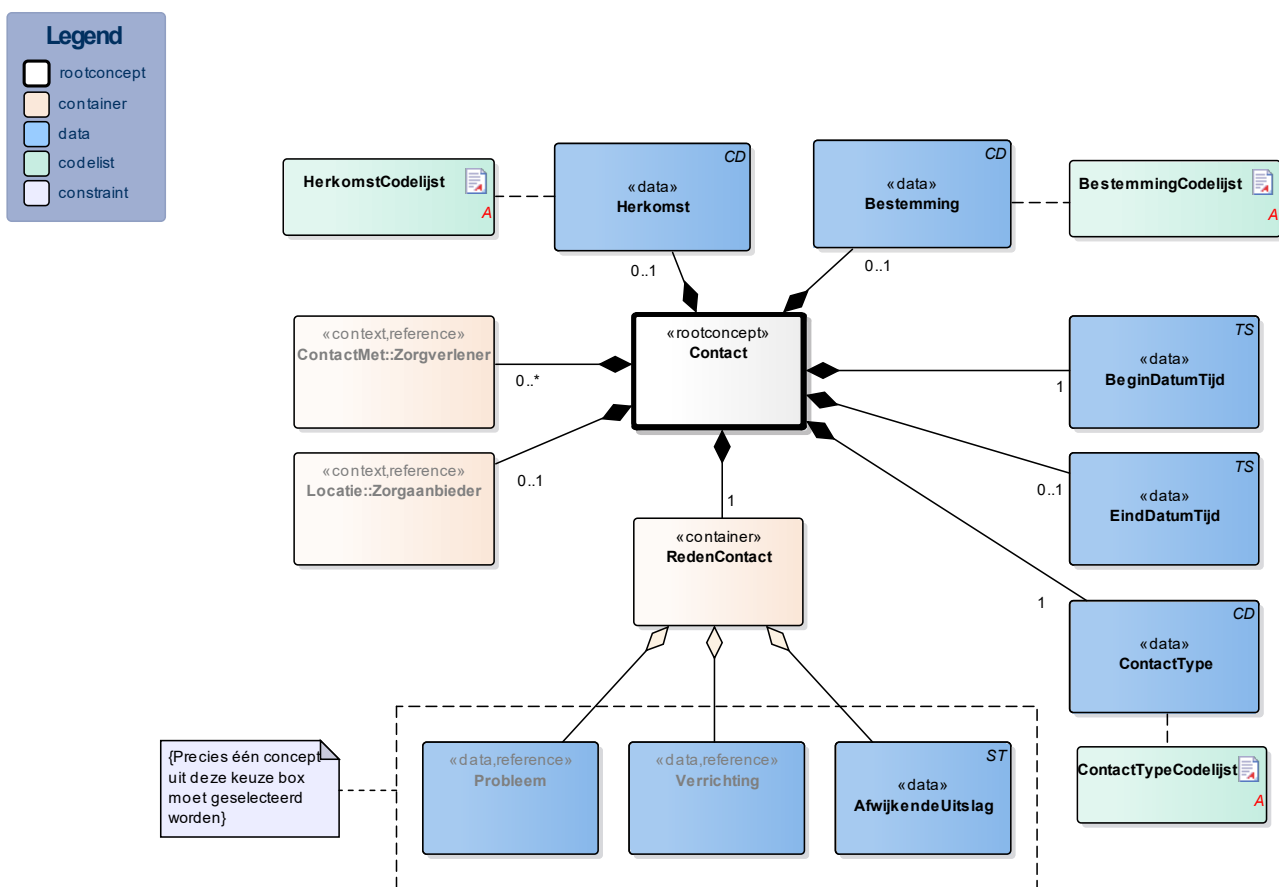 Legend
rootconcept
container
data
codelist
constraint
HerkomstCodelijst
A
CD
«data»
Herkomst
CD
«data»
Bestemming
BestemmingCodelijst
A
0..1
0..1
«context,reference»
ContactMet::Zorgverlener
0..*
«rootconcept»
Contact
TS
«data»
BeginDatumTijd
1
«context,reference»
Locatie::Zorgaanbieder
0..1
TS
«data»
EindDatumTijd
0..1
1
«container»
RedenContact
1
CD
«data»
ContactType
{Precies één concept
uit deze keuze box
moet geselecteerd
worden}
«data,reference»
Probleem
«data,reference»
Verrichting
ST
«data»
AfwijkendeUitslag
ContactTypeCodelijst
A